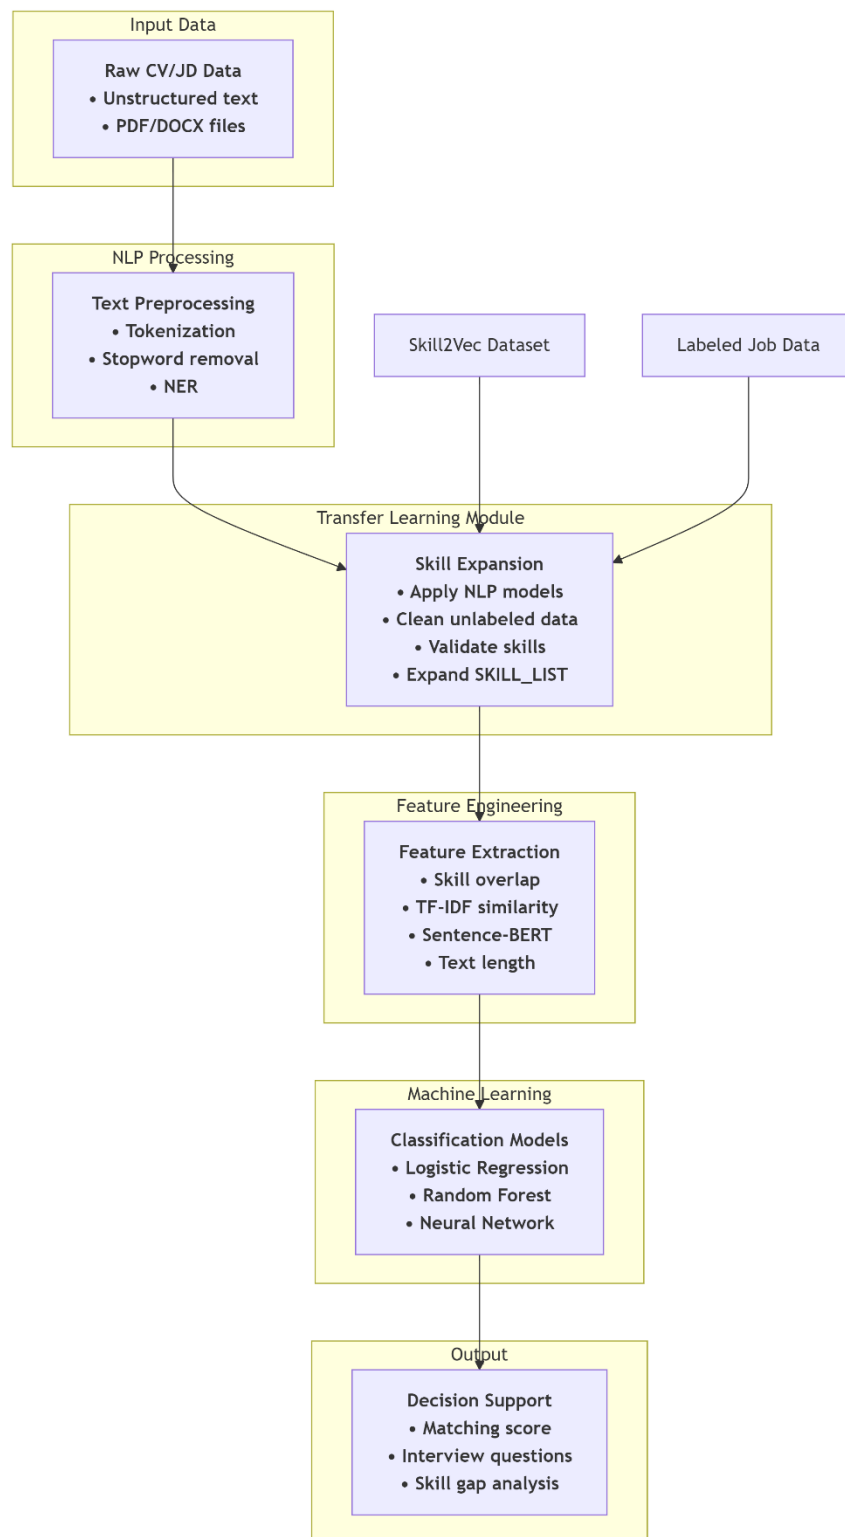 Input Data
Raw CV/JD Data
• Unstructured text
• PDF/DOCX files
NLP Processing
Text Preprocessing
• Tokenization
• Stopword removal
• NER
Skill2Vec Dataset
Labeled Job Data
Transfer Learning Module
Skill Expansion
• Apply NLP models
• Clean unlabeled data
• Validate skills
• Expand SKILL_LIST
Feature Engineering
Feature Extraction
• Skill overlap
• TF-IDF similarity
• Sentence-BERT
• Text length
Machine Learning
Classification Models
• Logistic Regression
• Random Forest
• Neural Network
Output
Decision Support
• Matching score
• Interview questions
• Skill gap analysis